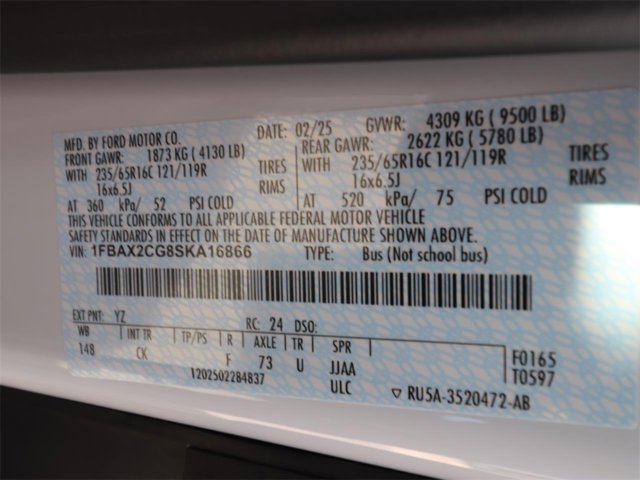 MFD. BY FORD MOTOR CO. DATE: 02/25 GVWR: 4309 KG ( 9500 LB)
FRONT GAWR: 1873 KG ( 4130 LB) REAR GAWR: 2622 KG ( 5780 LB)
WITH 235/65R16C 121/119R TIRES WITH 235/65R16C 121/119R TIRES
16x6.5J RIMS 16x6.5J RIMS
AT 360 kPa/ 52 PSI COLD AT 520 kPa/ 75 PSI COLD
THIS VEHICLE CONFORMS TO ALL APPLICABLE FEDERAL MOTOR VEHICLE
SAFETY STANDARDS IN EFFECT ON THE DATE OF MANUFACTURE SHOWN ABOVE.
VIN: 1FBAX2CG8SKA16866 TYPE: Bus (Not school bus)
EXT PNT: YZ RC: 24 DSO:
WB INT TR TP/PS R AXLE TR SPR
148 CK F 73 U JJAA F0165
1202502284837 ULC T0597
▽ RU5A-3520472-AB